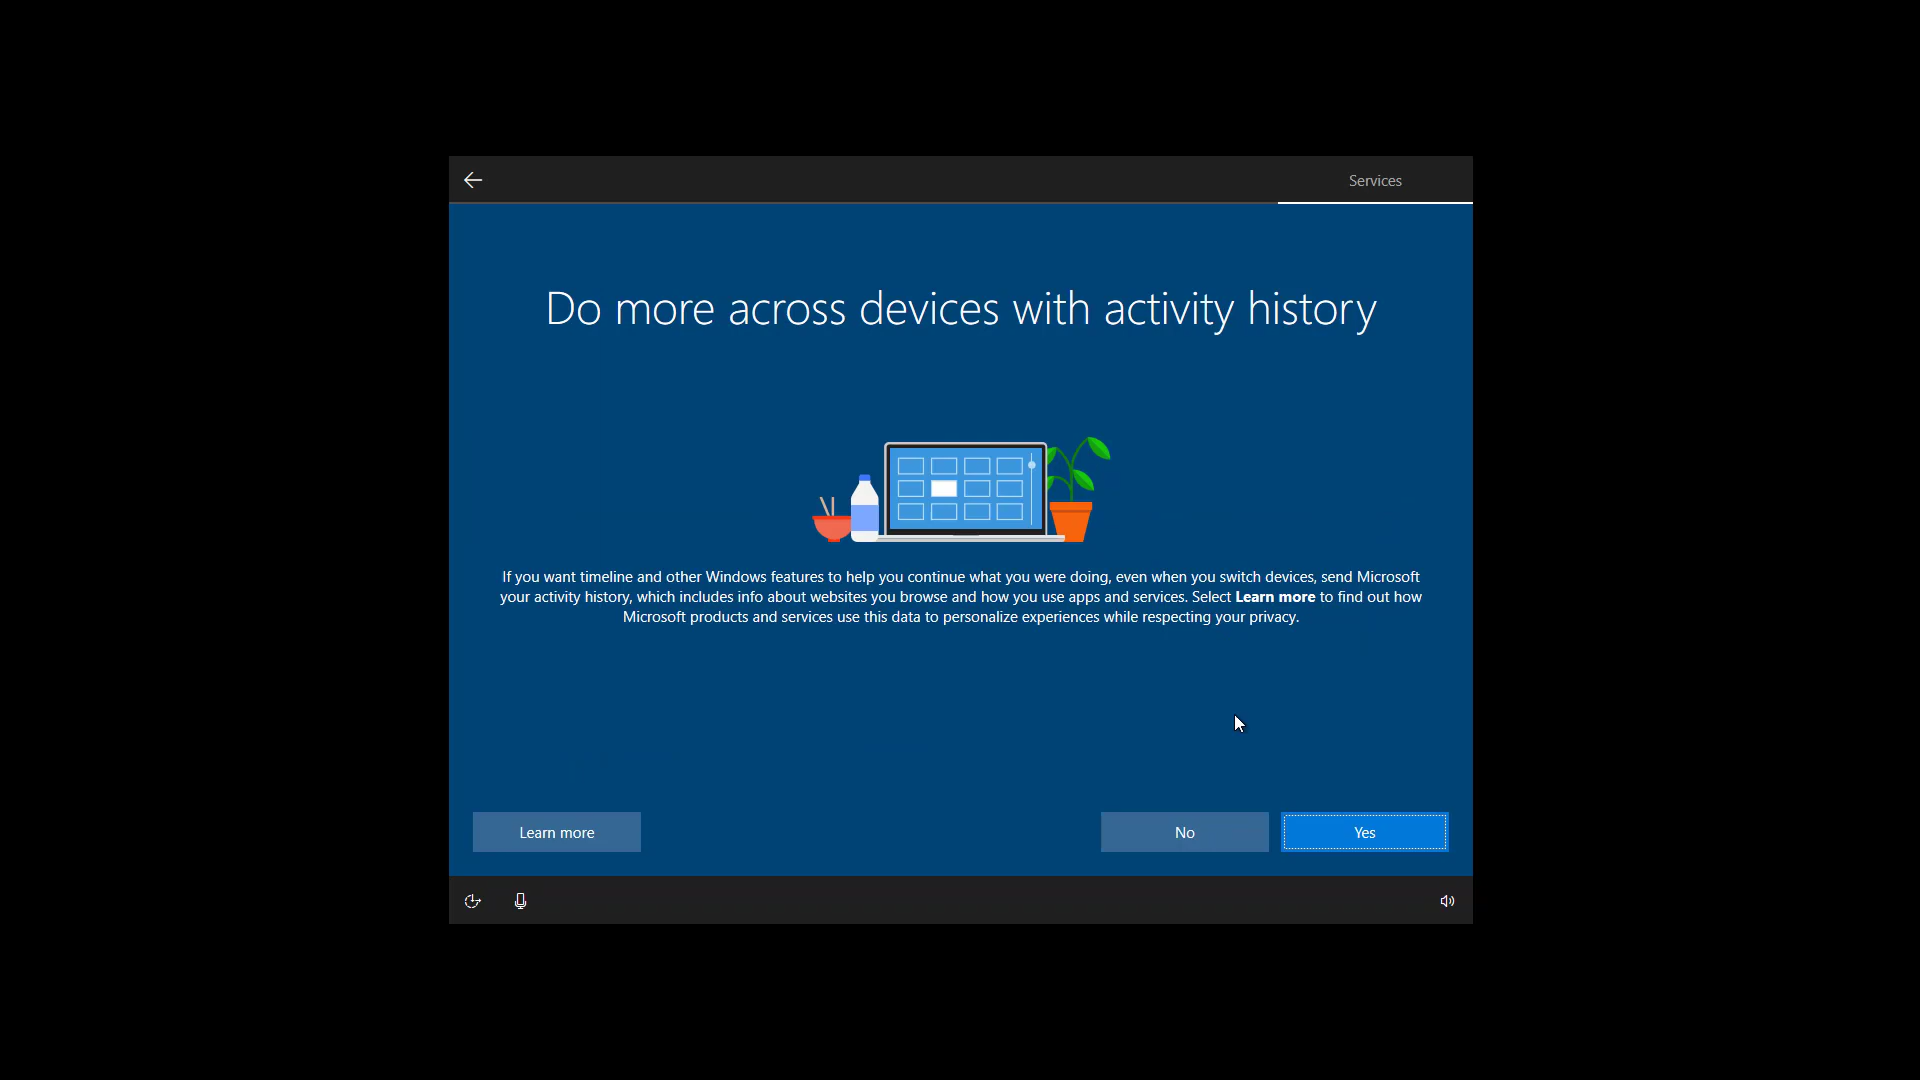 Services
Do more across devices with activity history
If you want timeline and other Windows features to help you continue what you were doing, even when you switch devices, send Microsoft
your activity history, which includes info about websites you browse and how you use apps and services. Select Learn more to find out how
Microsoft products and services use this data to personalize experiences while respecting your privacy.
Learn more
No
Yes